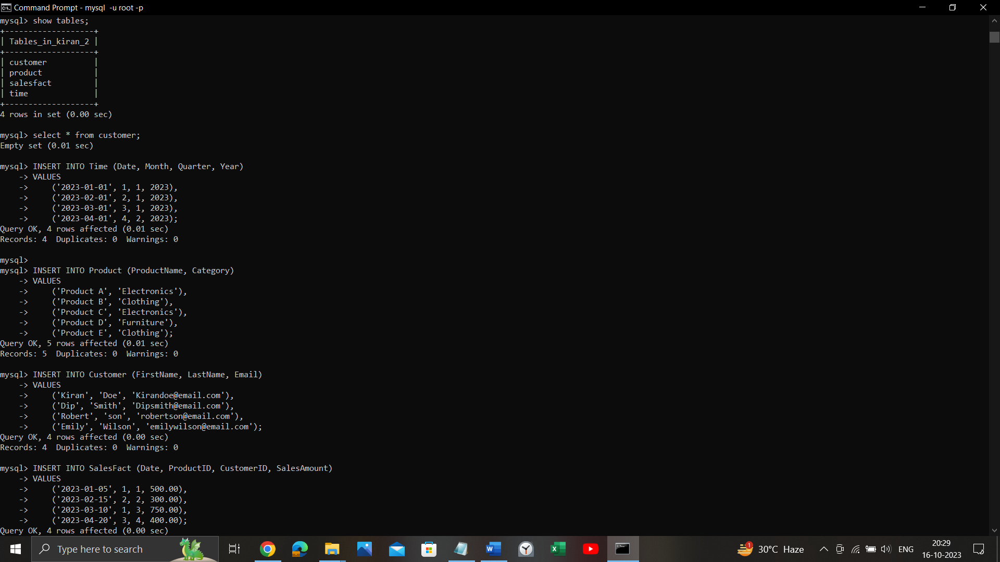 Command Prompt - mysql  -u root -p
mysql> show tables;
+-------------------+
| Tables_in_kiran_2 |
+-------------------+
| customer          |
| product           |
| salesfact         |
| time              |
+-------------------+
4 rows in set (0.00 sec)
mysql> select * from customer;
Empty set (0.01 sec)
mysql> INSERT INTO Time (Date, Month, Quarter, Year)
    -> VALUES
    ->     ('2023-01-01', 1, 1, 2023),
    ->     ('2023-02-01', 2, 1, 2023),
    ->     ('2023-03-01', 3, 1, 2023),
    ->     ('2023-04-01', 4, 2, 2023);
Query OK, 4 rows affected (0.01 sec)
Records: 4  Duplicates: 0  Warnings: 0
mysql>
mysql> INSERT INTO Product (ProductName, Category)
    -> VALUES
    ->     ('Product A', 'Electronics'),
    ->     ('Product B', 'Clothing'),
    ->     ('Product C', 'Electronics'),
    ->     ('Product D', 'Furniture'),
    ->     ('Product E', 'Clothing');
Query OK, 5 rows affected (0.01 sec)
Records: 5  Duplicates: 0  Warnings: 0
mysql> INSERT INTO Customer (FirstName, LastName, Email)
    -> VALUES
    ->     ('Kiran', 'Doe', 'Kirandoe@email.com'),
    ->     ('Dip', 'Smith', 'Dipsmith@email.com'),
    ->     ('Robert', 'son', 'robertson@email.com'),
    ->     ('Emily', 'Wilson', 'emilywilson@email.com');
Query OK, 4 rows affected (0.00 sec)
Records: 4  Duplicates: 0  Warnings: 0
mysql> INSERT INTO SalesFact (Date, ProductID, CustomerID, SalesAmount)
    -> VALUES
    ->     ('2023-01-05', 1, 1, 500.00),
    ->     ('2023-02-15', 2, 2, 300.00),
    ->     ('2023-03-10', 1, 3, 750.00),
    ->     ('2023-04-20', 3, 4, 400.00);
Query OK, 4 rows affected (0.00 sec)
Type here to search
1
30°C  Haze
ENG
20:29
16-10-2023